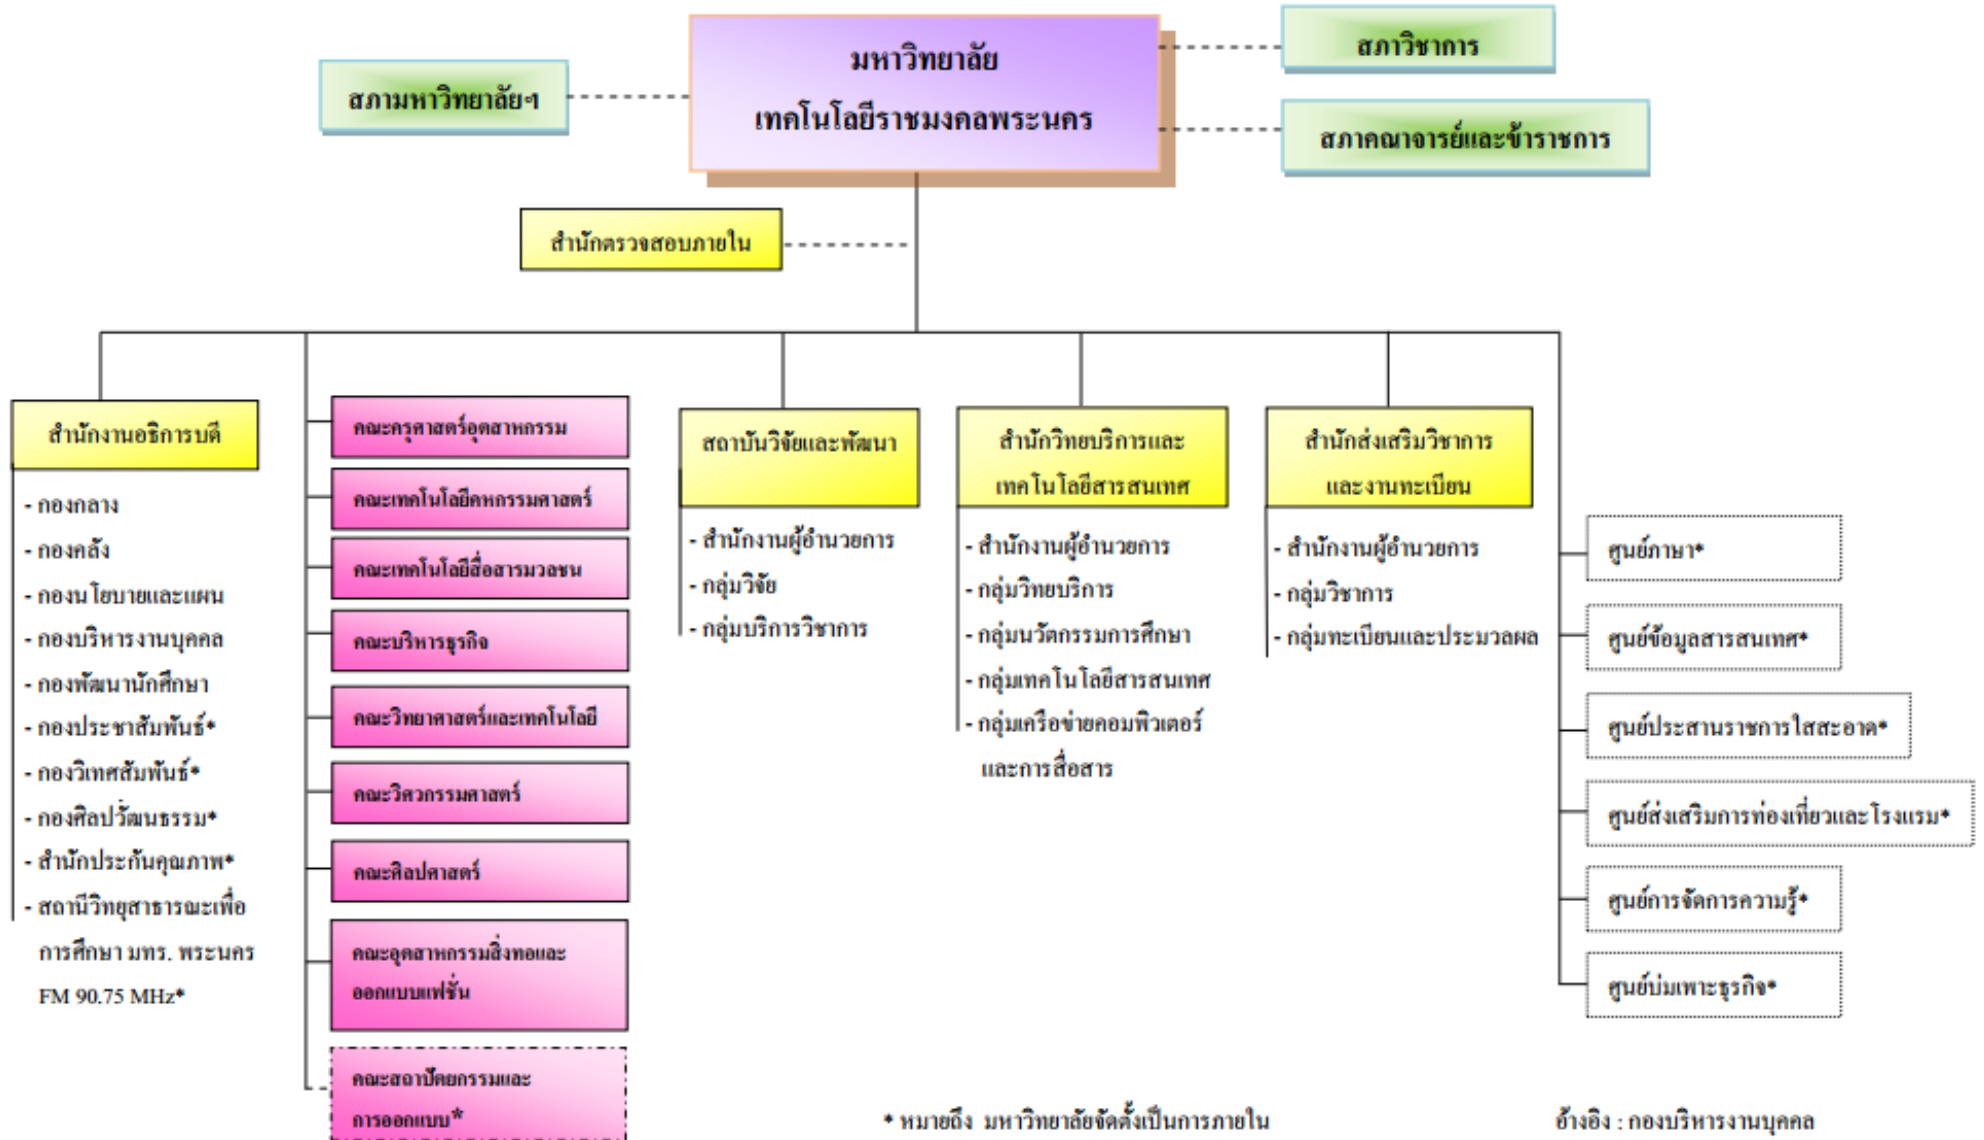 มหาวิทยาลัย
เทคโนโลยีราชมงคลพระนคร
สภามหาวิทยาลัยฯ
สภาวิชาการ
สภาคณาจารย์และข้าราชการ
สำนักตรวจสอบภายใน
สำนักงานอธิการบดี
- กองกลาง
- กองคลัง
- กองนโยบายและแผน
- กองบริหารงานบุคคล
- กองพัฒนานักศึกษา
- กองประชาสัมพันธ์*
- กองวิเทศสัมพันธ์*
- กองศิลปวัฒนธรรม*
- สำนักประกันคุณภาพ*
- สถานีวิทยุสาธารณะเพื่อ
การศึกษา มทร. พระนคร
FM 90.75 MHz*
คณะครุศาสตร์อุตสาหกรรม
คณะเทคโนโลยีคหกรรมศาสตร์
คณะเทคโนโลยีสื่อสารมวลชน
คณะบริหารธุรกิจ
คณะวิทยาศาสตร์และเทคโนโลยี
คณะวิศวกรรมศาสตร์
คณะศิลปศาสตร์
คณะอุตสาหกรรมสิ่งทอและ
ออกแบบแฟชั่น
คณะสถาปัตยกรรมและ
การออกแบบ*
สถาบันวิจัยและพัฒนา
- สำนักงานผู้อำนวยการ
- กลุ่มวิจัย
- กลุ่มบริการวิชาการ
สำนักวิทยบริการและ
เทคโนโลยีสารสนเทศ
- สำนักงานผู้อำนวยการ
- กลุ่มวิทยบริการ
- กลุ่มนวัตกรรมการศึกษา
- กลุ่มเทคโนโลยีสารสนเทศ
- กลุ่มเครือข่ายคอมพิวเตอร์
และการสื่อสาร
สำนักส่งเสริมวิชาการ
และงานทะเบียน
- สำนักงานผู้อำนวยการ
- กลุ่มวิชาการ
- กลุ่มทะเบียนและประมวลผล
ศูนย์ภาษา*
ศูนย์ข้อมูลสารสนเทศ*
ศูนย์ประสานราชการใสสะอาด*
ศูนย์ส่งเสริมการท่องเที่ยวและโรงแรม*
ศูนย์การจัดการความรู้*
ศูนย์บ่มเพาะธุรกิจ*
* หมายถึง มหาวิทยาลัยจัดตั้งเป็นการภายใน
อ้างอิง : กองบริหารงานบุคคล